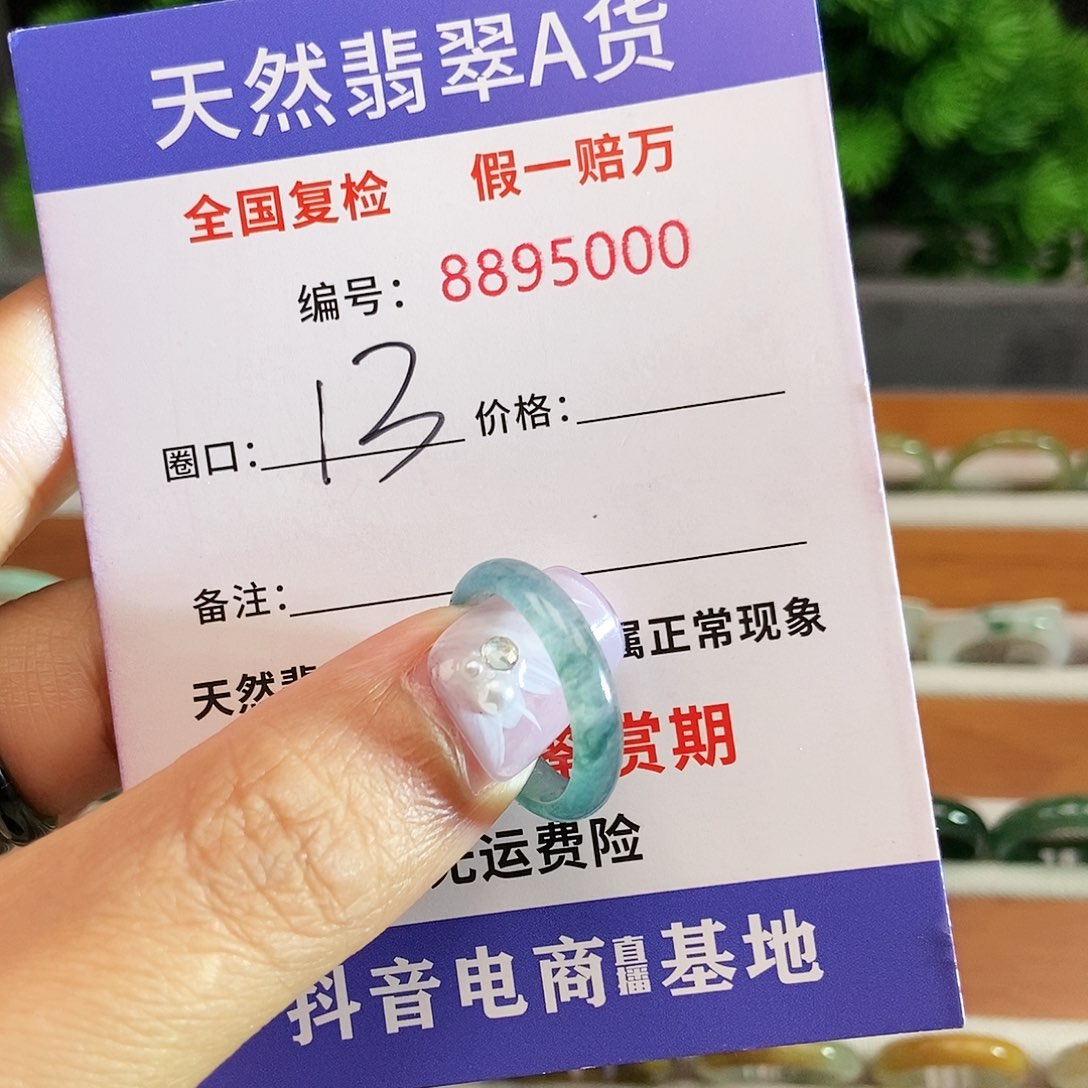 天然翡翠A货
全国复检 假一赔万
编号：8895000
圈口：13 价格：
备注：
天然翡 属正常现象
赏期
运费险
抖音电商直播基地